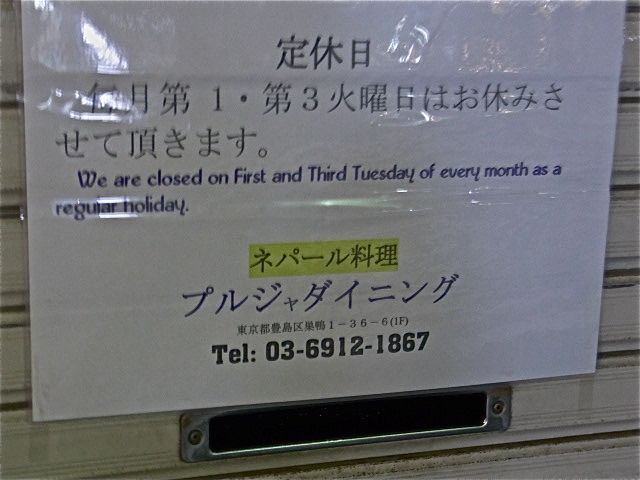 定休日
毎月第1・第3火曜日はお休みさ
せて頂きます。
We are closed on First and Third Tuesday of every month as a
regular holiday.
ネパール料理
プルジャダイニング
東京都豊島区巣鴨1-36-6(1F)
Tel: 03-6912-1867